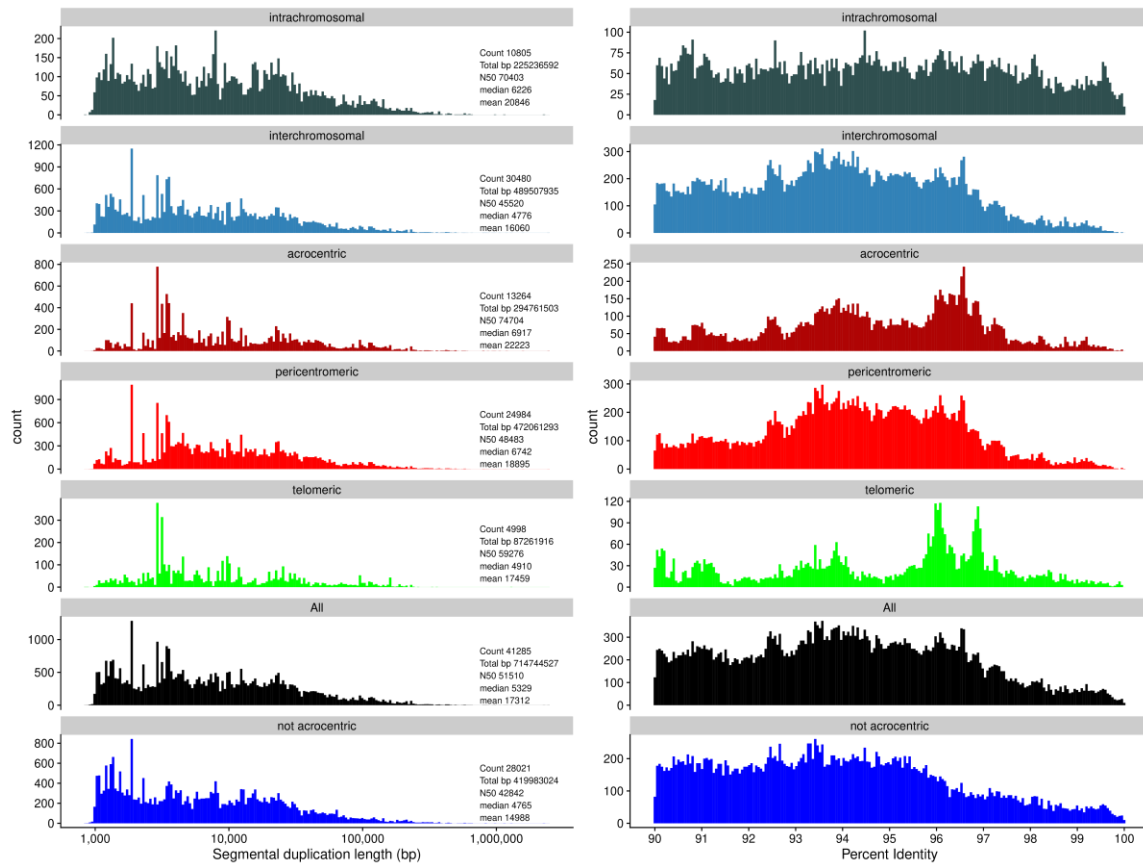 intrachromosomal
200
150
100
50
0
Count 10805
Total bp 225236592
N50 70403
median 6226
mean 20846
interchromosomal
1200
900
600
300
0
Count 30480
Total bp 489507935
N50 45520
median 4776
mean 16060
acrocentric
800
600
400
200
0
Count 13264
Total bp 294761503
N50 74704
median 6917
mean 22223
pericentromeric
900
600
300
0
Count 24984
Total bp 472061293
N50 48483
median 6742
mean 18895
telomeric
300
200
100
0
Count 4998
Total bp 87261916
N50 59276
median 4910
mean 17459
All
1000
500
0
Count 41285
Total bp 714744527
N50 51510
median 5329
mean 17312
not acrocentric
800
600
400
200
0
Count 28021
Total bp 419983024
N50 42842
median 4765
mean 14988
count
1,000 10,000 100,000 1,000,000
Segmental duplication length (bp)
intrachromosomal
100
75
50
25
0
interchromosomal
300
200
100
0
acrocentric
250
200
150
100
50
0
pericentromeric
300
200
100
0
telomeric
120
90
60
30
0
All
300
200
100
0
not acrocentric
200
100
0
count
90 91 92 93 94 95 96 97 98 99 100
Percent Identity